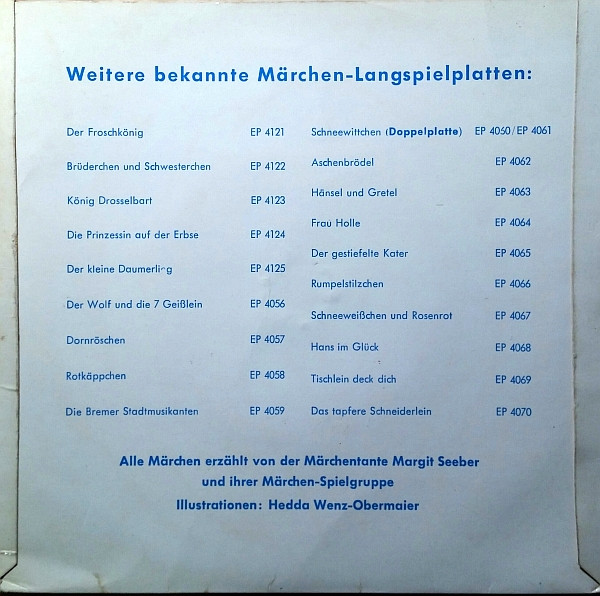 Weitere bekannte Märchen-Langspielplatten:
Der Froschkönig EP 4121
Brüderchen und Schwesterchen EP 4122
König Drosselbart EP 4123
Die Prinzessin auf der Erbse EP 4124
Der kleine Daumerling EP 4125
Der Wolf und die 7 Geißlein EP 4056
Dornröschen EP 4057
Rotkäppchen EP 4058
Die Bremer Stadtmusikanten EP 4059
Schneewittchen (Doppelplatte) EP 4060/EP 4061
Aschenbrödel EP 4062
Hänsel und Gretel EP 4063
Frau Holle EP 4064
Der gestiefelte Kater EP 4065
Rumpelstilzchen EP 4066
Schneeweißchen und Rosenrot EP 4067
Hans im Glück EP 4068
Tischlein deck dich EP 4069
Das tapfere Schneiderlein EP 4070
Alle Märchen erzählt von der Märchentante Margit Seeber
und ihrer Märchen-Spielgruppe
Illustrationen: Hedda Wenz-Obermaier